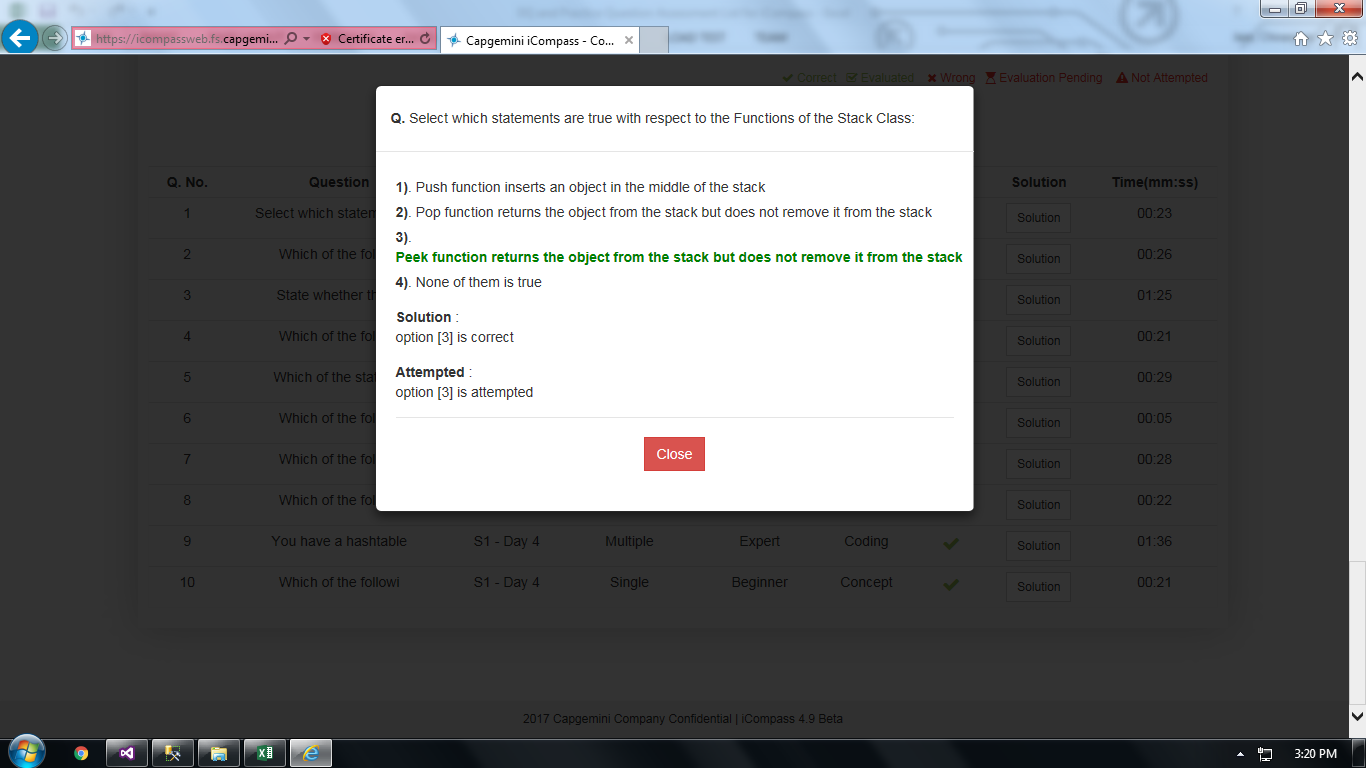 https://icompassweb.fs.capgemi...
Certificate er...
Capgemini iCompass - Co...
Correct Evaluated Wrong Evaluation Pending Not Attempted
Q. Select which statements are true with respect to the Functions of the Stack Class:
1). Push function inserts an object in the middle of the stack
2). Pop function returns the object from the stack but does not remove it from the stack
3).
Peek function returns the object from the stack but does not remove it from the stack
4). None of them is true
Solution :
option [3] is correct
Attempted :
option [3] is attempted
Close
Q. No. Question Solution Time(mm:ss)
1 Select which statem Solution 00:23
2 Which of the fol Solution 00:26
3 State whether th Solution 01:25
4 Which of the fol Solution 00:21
5 Which of the stat Solution 00:29
6 Which of the fol Solution 00:05
7 Which of the fol Solution 00:28
8 Which of the fol Solution 00:22
9 You have a hashtable S1 - Day 4 Multiple Expert Coding Solution 01:36
10 Which of the followi S1 - Day 4 Single Beginner Concept Solution 00:21
2017 Capgemini Company Confidential | iCompass 4.9 Beta
3:20 PM